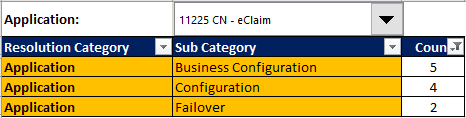 Application: 11225 CN - eClaim
Resolution Category Sub Category Coun
Application Business Configuration 5
Application Configuration 4
Application Failover 2